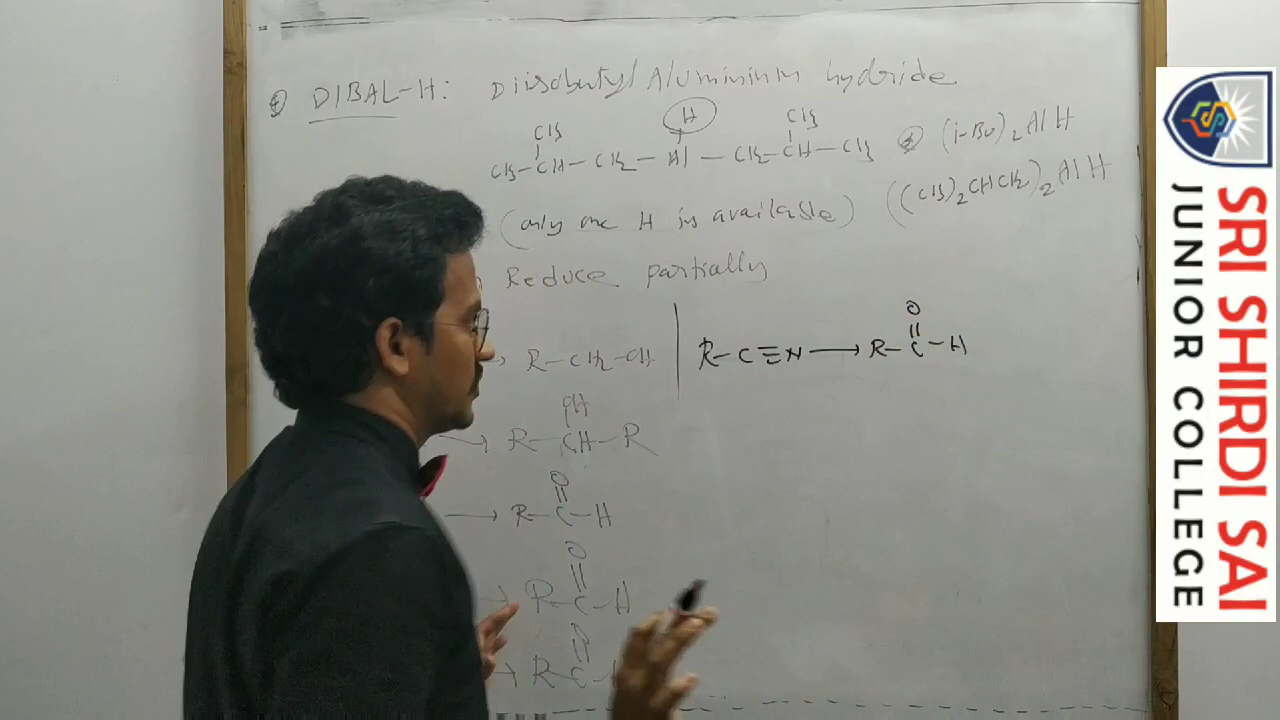 ① DIBAL-H: Diisobutyl Aluminium hydride
CH3 H CH3
CH3-CH-CH2-Al-CH2-CH-CH3 ② (i-Bu)2AlH
(only one H is available) ((CH3)2CHCH2)2AlH
Reduce partially
O
→ R-CH2-OH R-C≡N → R-C-H
OH
→ R-CH-R
O
→ R-C-H
O
→ R-C-H
O
→ R-C-
SRI SHIRDI SAI
JUNIOR COLLEGE